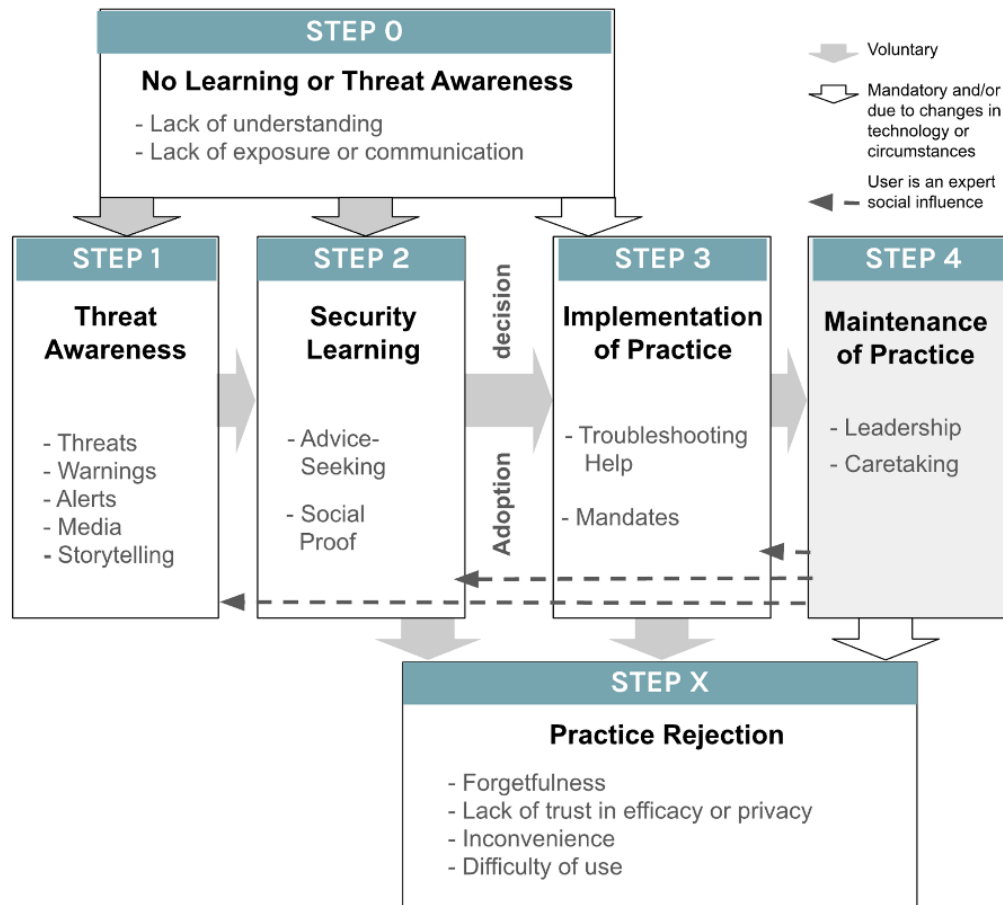 STEP 0
No Learning or Threat Awareness
- Lack of understanding
- Lack of exposure or communication
Voluntary
Mandatory and/or
due to changes in
technology or
circumstances
User is an expert
social influence
STEP 1
Threat
Awareness
- Threats
- Warnings
- Alerts
- Media
- Storytelling
STEP 2
Security
Learning
- Advice-
Seeking
- Social
Proof
Adoption decision
STEP 3
Implementation
of Practice
- Troubleshooting
Help
- Mandates
STEP 4
Maintenance
of Practice
- Leadership
- Caretaking
STEP X
Practice Rejection
- Forgetfulness
- Lack of trust in efficacy or privacy
- Inconvenience
- Difficulty of use